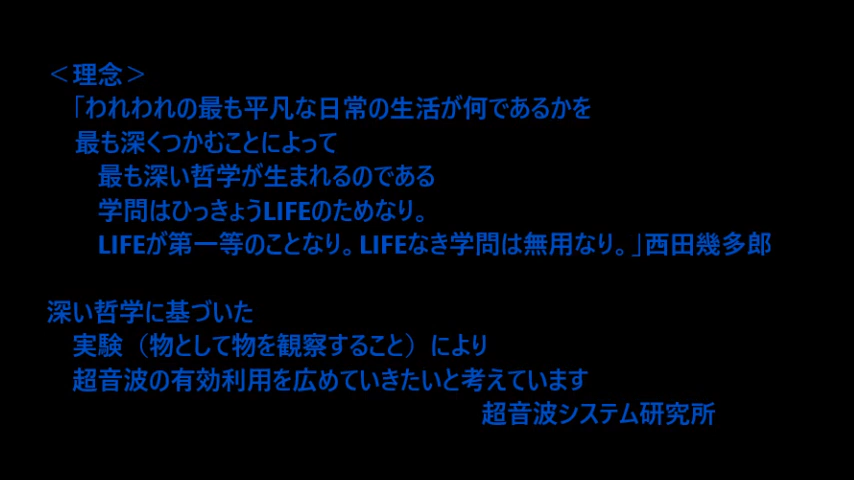 ＜理念＞
「われわれの最も平凡な日常の生活が何であるかを
最も深くつかむことによって
最も深い哲学が生まれるのである
学問はひっきょうLIFEのためなり。
LIFEが第一等のことなり。LIFEなき学問は無用なり。」西田幾多郎
深い哲学に基づいた
実験（物として物を観察すること）により
超音波の有効利用を広めていきたいと考えています
超音波システム研究所